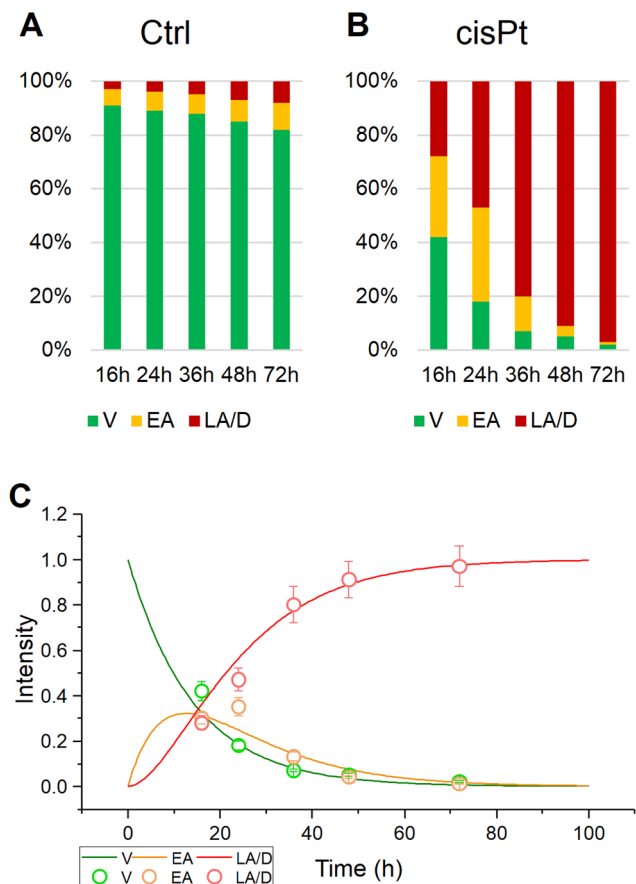 A Ctrl
100%
80%
60%
40%
20%
0%
16h 24h 36h 48h 72h
V EA LA/D
B cisPt
100%
80%
60%
40%
20%
0%
16h 24h 36h 48h 72h
V EA LA/D
C
1.2
1.0
0.8
0.6
0.4
0.2
0.0
Intensity
0 20 40 60 80 100
Time (h)
V EA LA/D
V EA LA/D